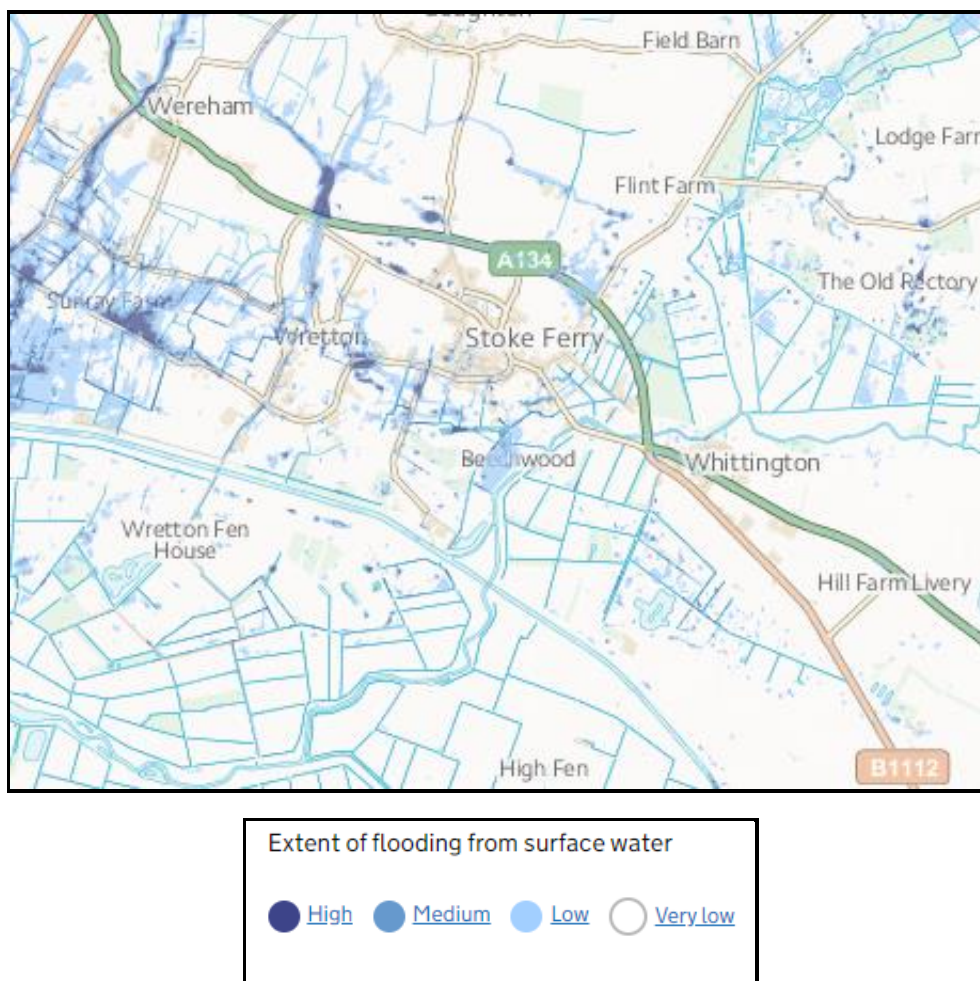 Field Barn
Wereham
Lodge Farm
Flint Farm
A134
The Old Rectory
Surray Farm
Wretton
Stoke Ferry
Beechwood
Whittington
Wretton Fen
House
Hill Farm Livery
High Fen
B1112
Extent of flooding from surface water
High Medium Low Very low